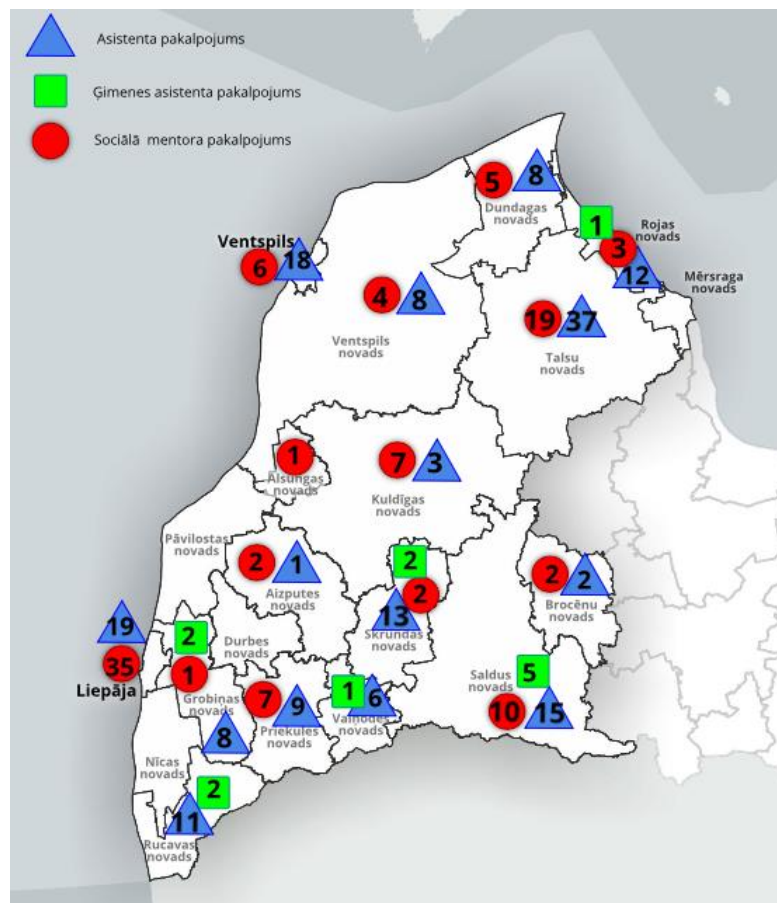 Asistenta pakalpojums
Ģimenes asistenta pakalpojums
Sociālā mentora pakalpojums
5
8
Dundagas
novads
1
Rojas
novads
3
12
Mērsraga
novads
Ventspils
6
18
4
8
Ventspils
novads
19
37
Talsu
novads
1
Alsungas
novads
7
3
Kuldīgas
novads
Pāvilostas
novads
2
1
Aizputes
novads
2
2
13
Skrundas
novads
2
2
Brocēnu
novads
19
35
Liepāja
2
1
Grobiņas
novads
8
Durbes
novads
7
9
Priekules
novads
1
6
Vaiņodes
novads
Saldus
novads
5
10
15
Nīcas
novads
2
11
Rucavas
novads